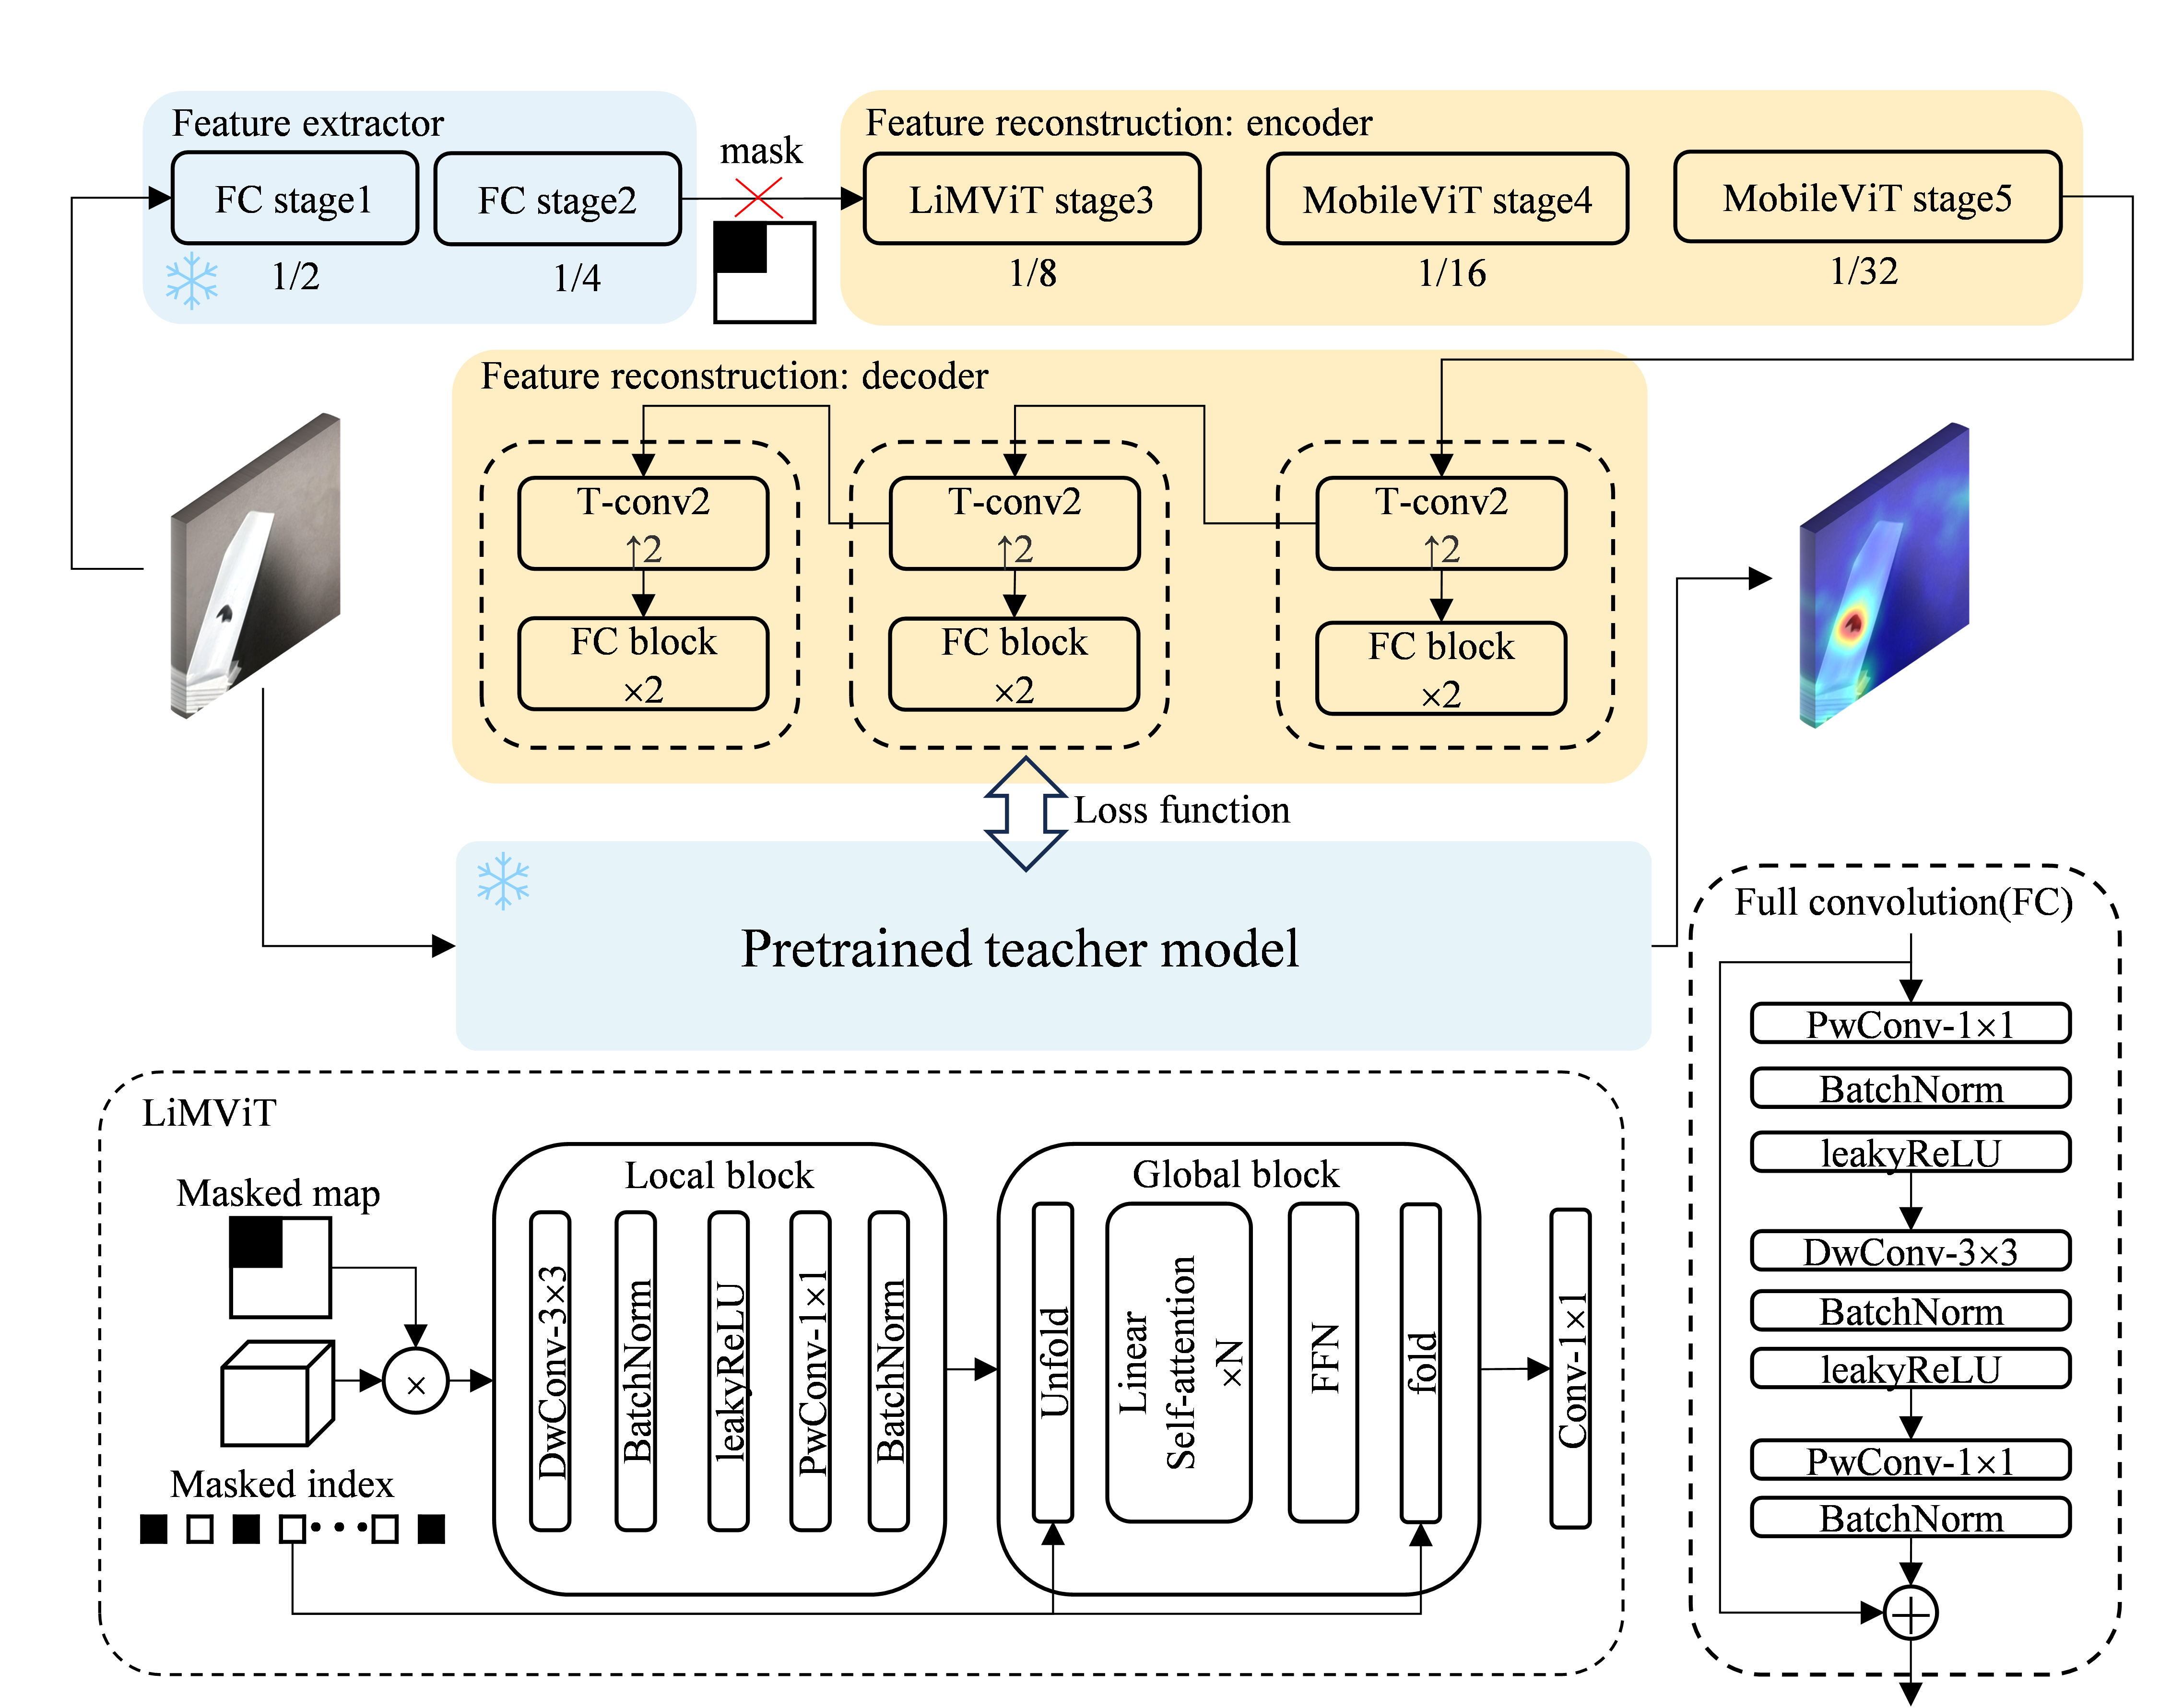 Feature extractor
FC stage1
FC stage2
1/2
1/4
mask
Feature reconstruction: encoder
LiMViT stage3
MobileViT stage4
MobileViT stage5
1/8
1/16
1/32
Feature reconstruction: decoder
T-conv2
↑2
FC block
×2
T-conv2
↑2
FC block
×2
T-conv2
↑2
FC block
×2
Loss function
Pretrained teacher model
Full convolution(FC)
PwConv-1×1
BatchNorm
leakyReLU
DwConv-3×3
BatchNorm
leakyReLU
PwConv-1×1
BatchNorm
LiMViT
Masked map
×
Masked index
Local block
DwConv-3×3
BatchNorm
leakyReLU
PwConv-1×1
BatchNorm
Global block
Unfold
Linear
Self-attention
×N
FFN
fold
Conv-1×1